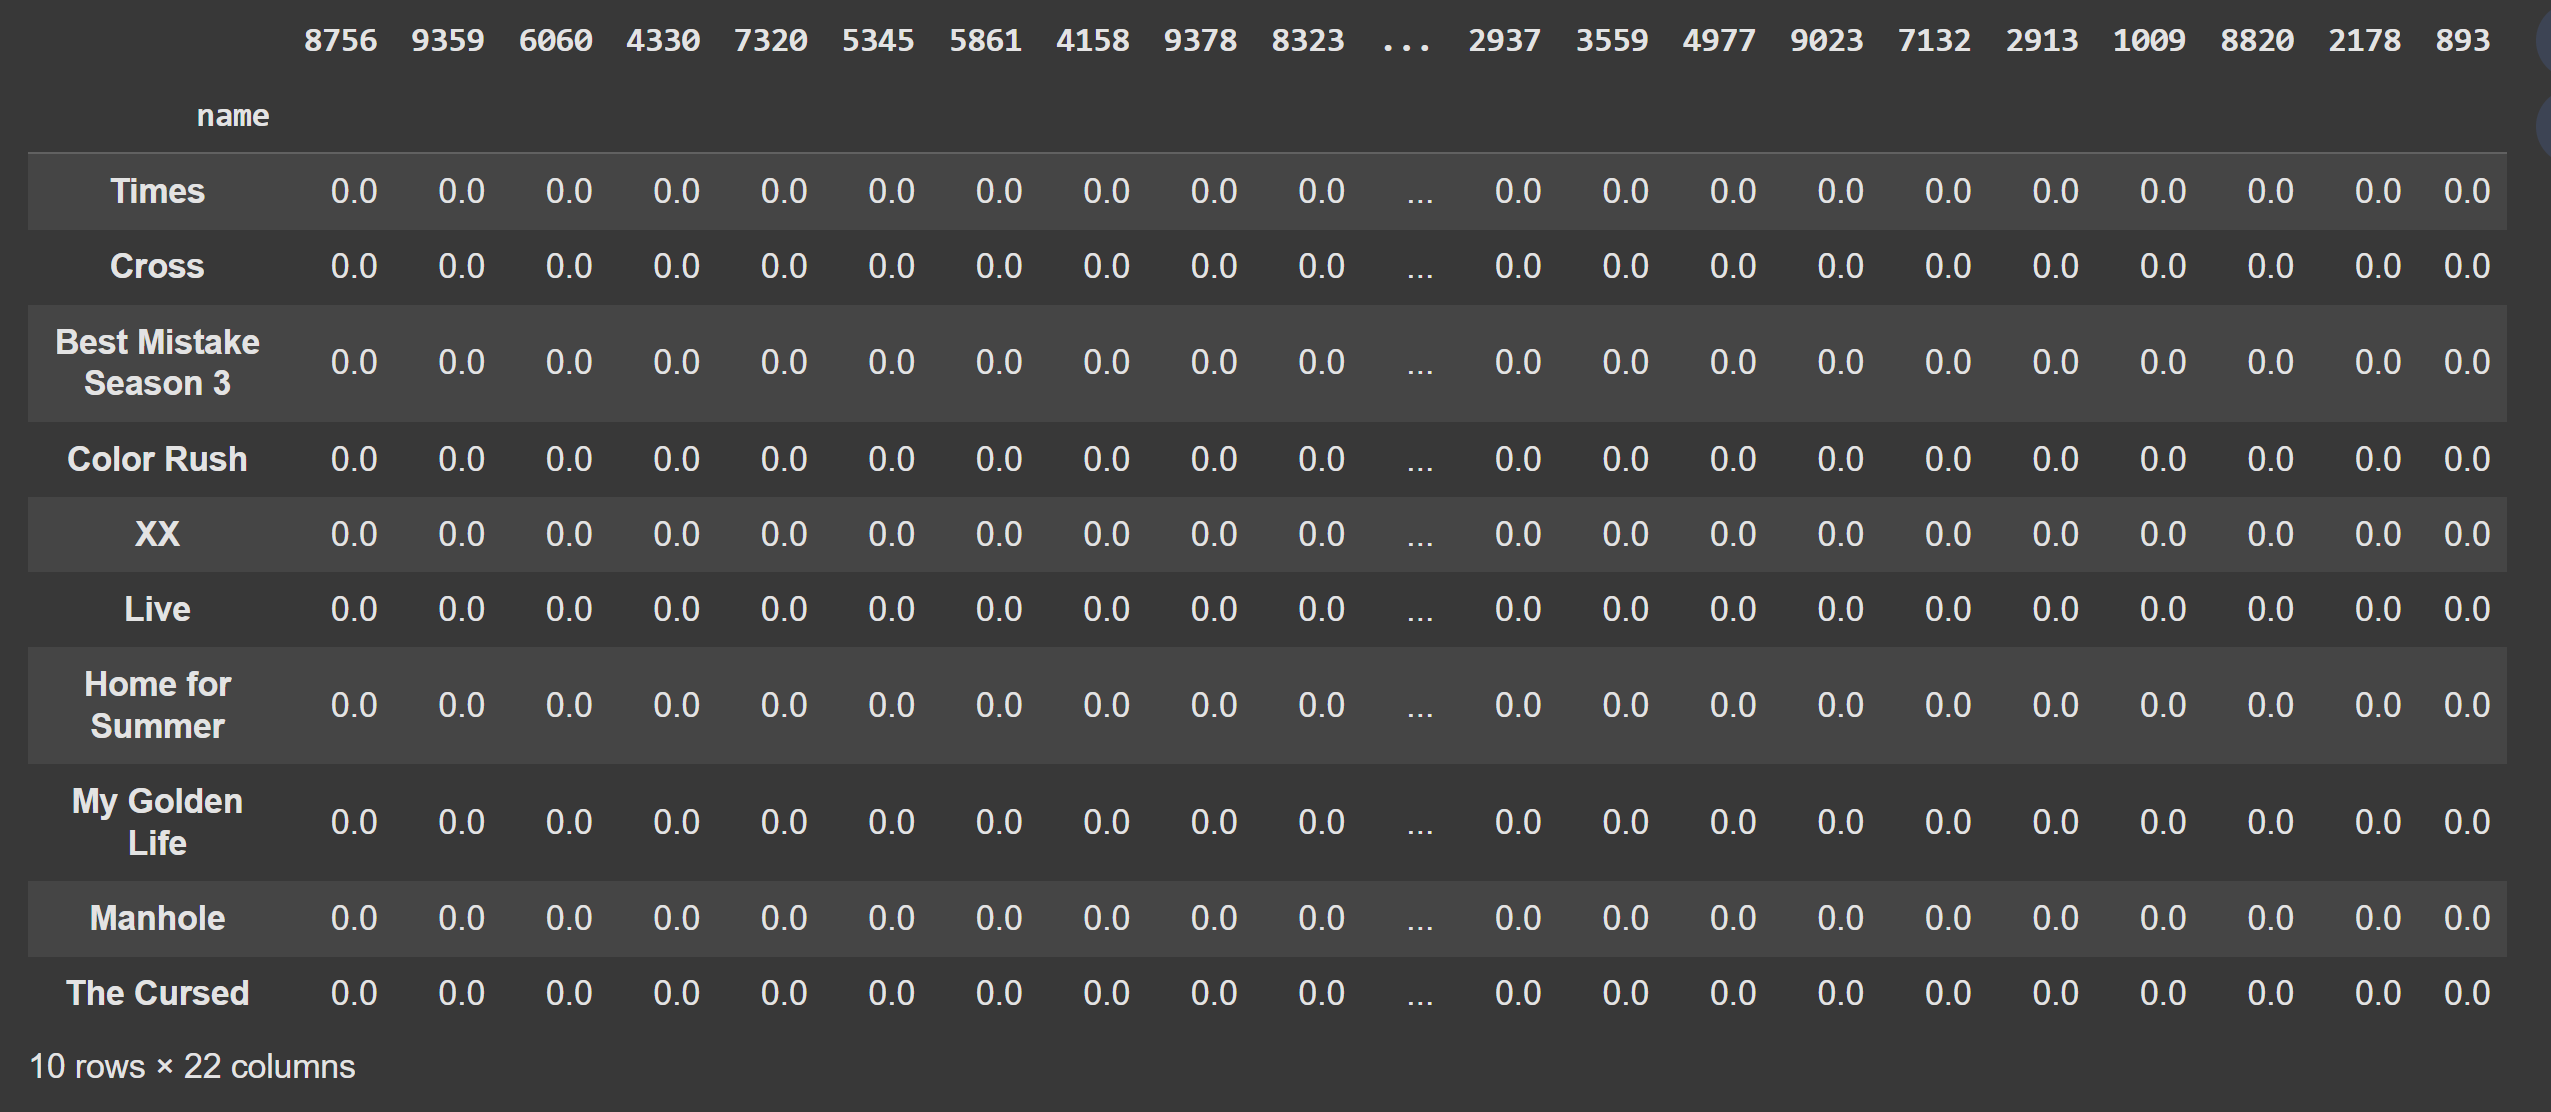 8756 9359 6060 4330 7320 5345 5861 4158 9378 8323 ... 2937 3559 4977 9023 7132 2913 1009 8820 2178 893
name
Times 0.0 0.0 0.0 0.0 0.0 0.0 0.0 0.0 0.0 0.0 ... 0.0 0.0 0.0 0.0 0.0 0.0 0.0 0.0 0.0 0.0
Cross 0.0 0.0 0.0 0.0 0.0 0.0 0.0 0.0 0.0 0.0 ... 0.0 0.0 0.0 0.0 0.0 0.0 0.0 0.0 0.0 0.0
Best Mistake
Season 3 0.0 0.0 0.0 0.0 0.0 0.0 0.0 0.0 0.0 0.0 ... 0.0 0.0 0.0 0.0 0.0 0.0 0.0 0.0 0.0 0.0
Color Rush 0.0 0.0 0.0 0.0 0.0 0.0 0.0 0.0 0.0 0.0 ... 0.0 0.0 0.0 0.0 0.0 0.0 0.0 0.0 0.0 0.0
XX 0.0 0.0 0.0 0.0 0.0 0.0 0.0 0.0 0.0 0.0 ... 0.0 0.0 0.0 0.0 0.0 0.0 0.0 0.0 0.0 0.0
Live 0.0 0.0 0.0 0.0 0.0 0.0 0.0 0.0 0.0 0.0 ... 0.0 0.0 0.0 0.0 0.0 0.0 0.0 0.0 0.0 0.0
Home for
Summer 0.0 0.0 0.0 0.0 0.0 0.0 0.0 0.0 0.0 0.0 ... 0.0 0.0 0.0 0.0 0.0 0.0 0.0 0.0 0.0 0.0
My Golden
Life 0.0 0.0 0.0 0.0 0.0 0.0 0.0 0.0 0.0 0.0 ... 0.0 0.0 0.0 0.0 0.0 0.0 0.0 0.0 0.0 0.0
Manhole 0.0 0.0 0.0 0.0 0.0 0.0 0.0 0.0 0.0 0.0 ... 0.0 0.0 0.0 0.0 0.0 0.0 0.0 0.0 0.0 0.0
The Cursed 0.0 0.0 0.0 0.0 0.0 0.0 0.0 0.0 0.0 0.0 ... 0.0 0.0 0.0 0.0 0.0 0.0 0.0 0.0 0.0 0.0
10 rows × 22 columns